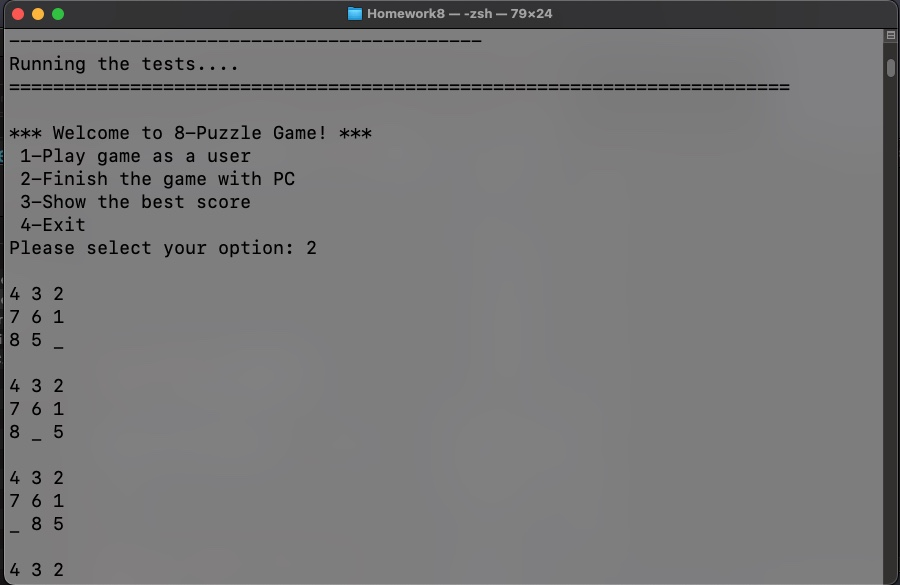 Homework8 — -zsh — 79×24
-------------------------------------------
Running the tests....
=======================================================================
*** Welcome to 8-Puzzle Game! ***
1-Play game as a user
2-Finish the game with PC
3-Show the best score
4-Exit
Please select your option: 2
4 3 2
7 6 1
8 5 _
4 3 2
7 6 1
8 _ 5
4 3 2
7 6 1
_ 8 5
4 3 2